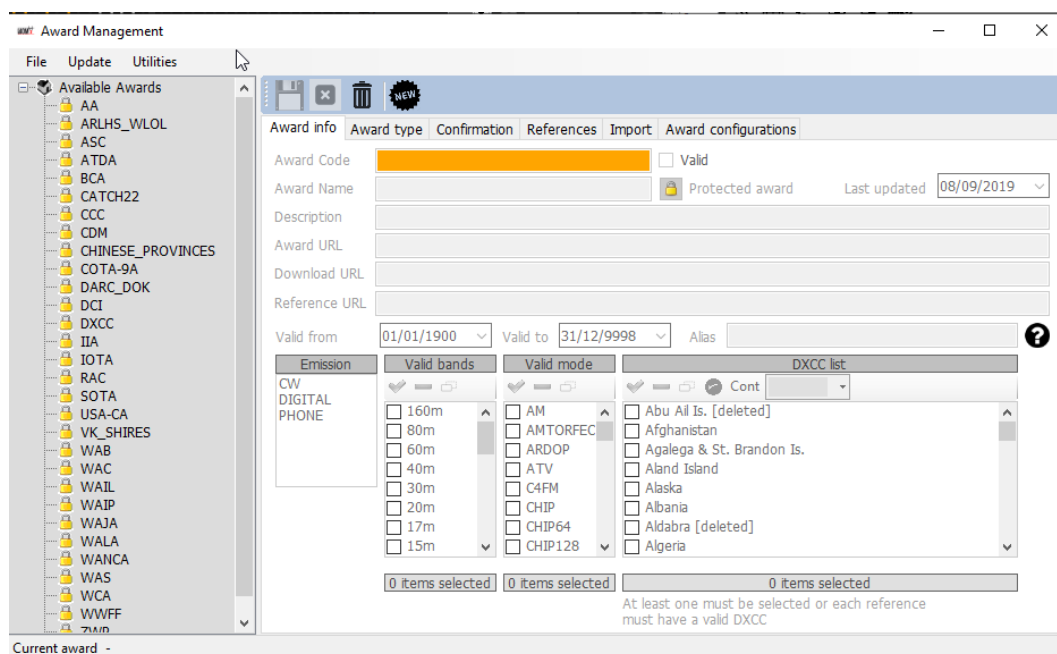 Award Management
File Update Utilities
Available Awards
AA
ARLHS_WLOL
ASC
ATDA
BCA
CATCH22
CCC
CDM
CHINESE_PROVINCES
COTA-9A
DARC_DOK
DCI
DXCC
IIA
IOTA
RAC
SOTA
USA-CA
VK_SHIRES
WAB
WAC
WAIL
WAIP
WAJA
WALA
WANCA
WAS
WCA
WWFF
NEW
Award info Award type Confirmation References Import Award configurations
Award Code Valid
Award Name Protected award Last updated 08/09/2019
Description
Award URL
Download URL
Reference URL
Valid from 01/01/1900 Valid to 31/12/9998 Alias
Emission
CW
DIGITAL
PHONE
Valid bands
160m
80m
60m
40m
30m
20m
17m
15m
0 items selected
Valid mode
AM
AMTORFEC
ARDOP
ATV
C4FM
CHIP
CHIP64
CHIP128
0 items selected
DXCC list
Cont
Abu Ail Is. [deleted]
Afghanistan
Agalega & St. Brandon Is.
Aland Island
Alaska
Albania
Aldabra [deleted]
Algeria
0 items selected
At least one must be selected or each reference
must have a valid DXCC
Current award -